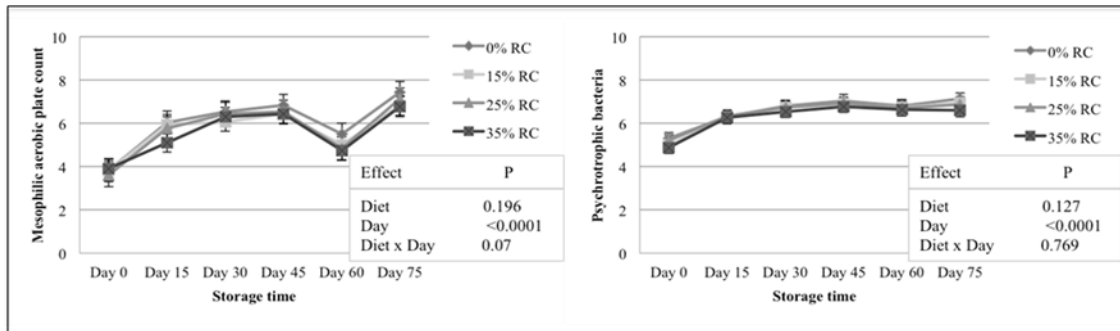 10
8
6
4
2
0
Mesophilic aerobic plate count
0% RC
15% RC
25% RC
35% RC
Effect P
Diet 0.196
Day <0.0001
Diet x Day 0.07
Day 0 Day 15 Day 30 Day 45 Day 60 Day 75
Storage time
10
8
6
4
2
0
Psychrotrophic bacteria
0% RC
15% RC
25% RC
35% RC
Effect P
Diet 0.127
Day <0.0001
Diet x Day 0.769
Day 0 Day 15 Day 30 Day 45 Day 60 Day 75
Storage time